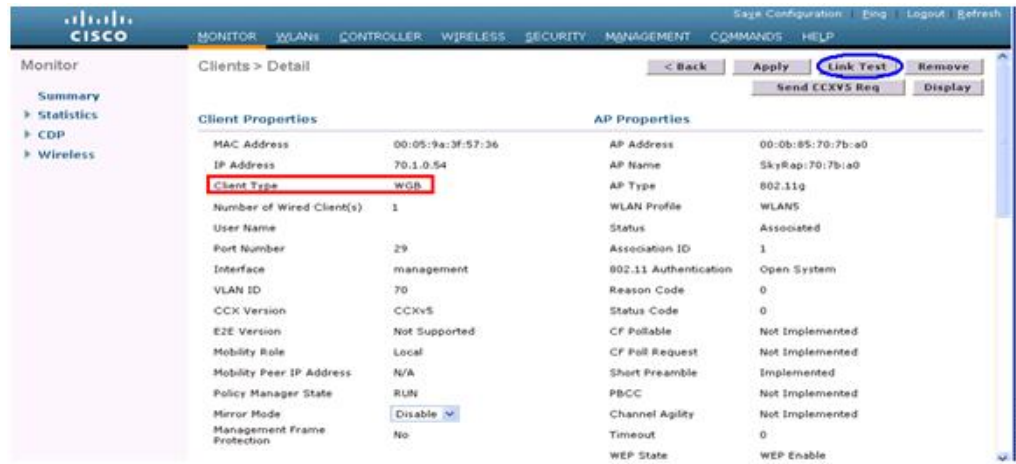 Save Configuration | Ping | Logout | Refresh
CISCO MONITOR WLANs CONTROLLER WIRELESS SECURITY MANAGEMENT COMMANDS HELP
Monitor
Summary
Statistics
CDP
Wireless
Clients > Detail
< Back Apply Link Test Remove
Send CCXV5 Req Display
Client Properties
MAC Address 00:05:9a:3f:57:36
IP Address 70.1.0.54
Client Type WGB
Number of Wired Client(s) 1
User Name
Port Number 29
Interface management
VLAN ID 70
CCX Version CCXv5
E2E Version Not Supported
Mobility Role Local
Mobility Peer IP Address N/A
Policy Manager State RUN
Mirror Mode Disable
Management Frame
Protection No
AP Properties
AP Address 00:0b:85:70:7b:a0
AP Name SkyRap:70:7b:a0
AP Type 802.11g
WLAN Profile WLAN5
Status Associated
Association ID 1
802.11 Authentication Open System
Reason Code 0
Status Code 0
CF Pollable Not Implemented
CF Poll Request Not Implemented
Short Preamble Implemented
PBCC Not Implemented
Channel Agility Not Implemented
Timeout 0
WEP State WEP Enable